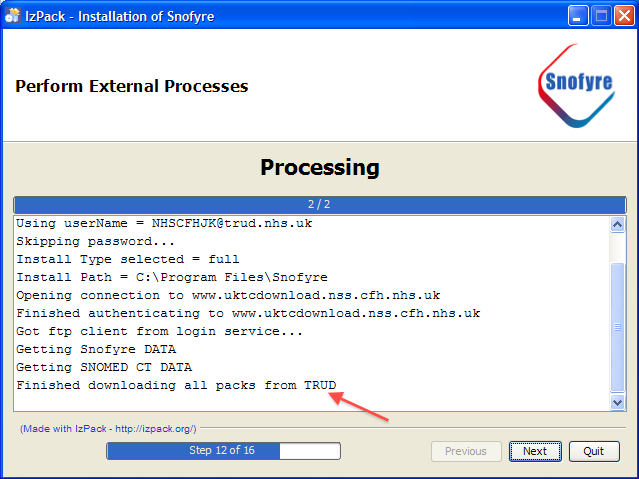 IzPack - Installation of Snofyre
Perform External Processes
Snofyre
Processing
2 / 2
Using userName = NHSCFHJK@trud.nhs.uk
Skipping password...
Install Type selected = full
Install Path = C:\Program Files\Snofyre
Opening connection to www.uktcdownload.nss.cfh.nhs.uk
Finished authenticating to www.uktcdownload.nss.cfh.nhs.uk
Got ftp client from login service...
Getting Snofyre DATA
Getting SNOMED CT DATA
Finished downloading all packs from TRUD
(Made with IzPack - http://izpack.org/)
Step 12 of 16
Previous
Next
Quit